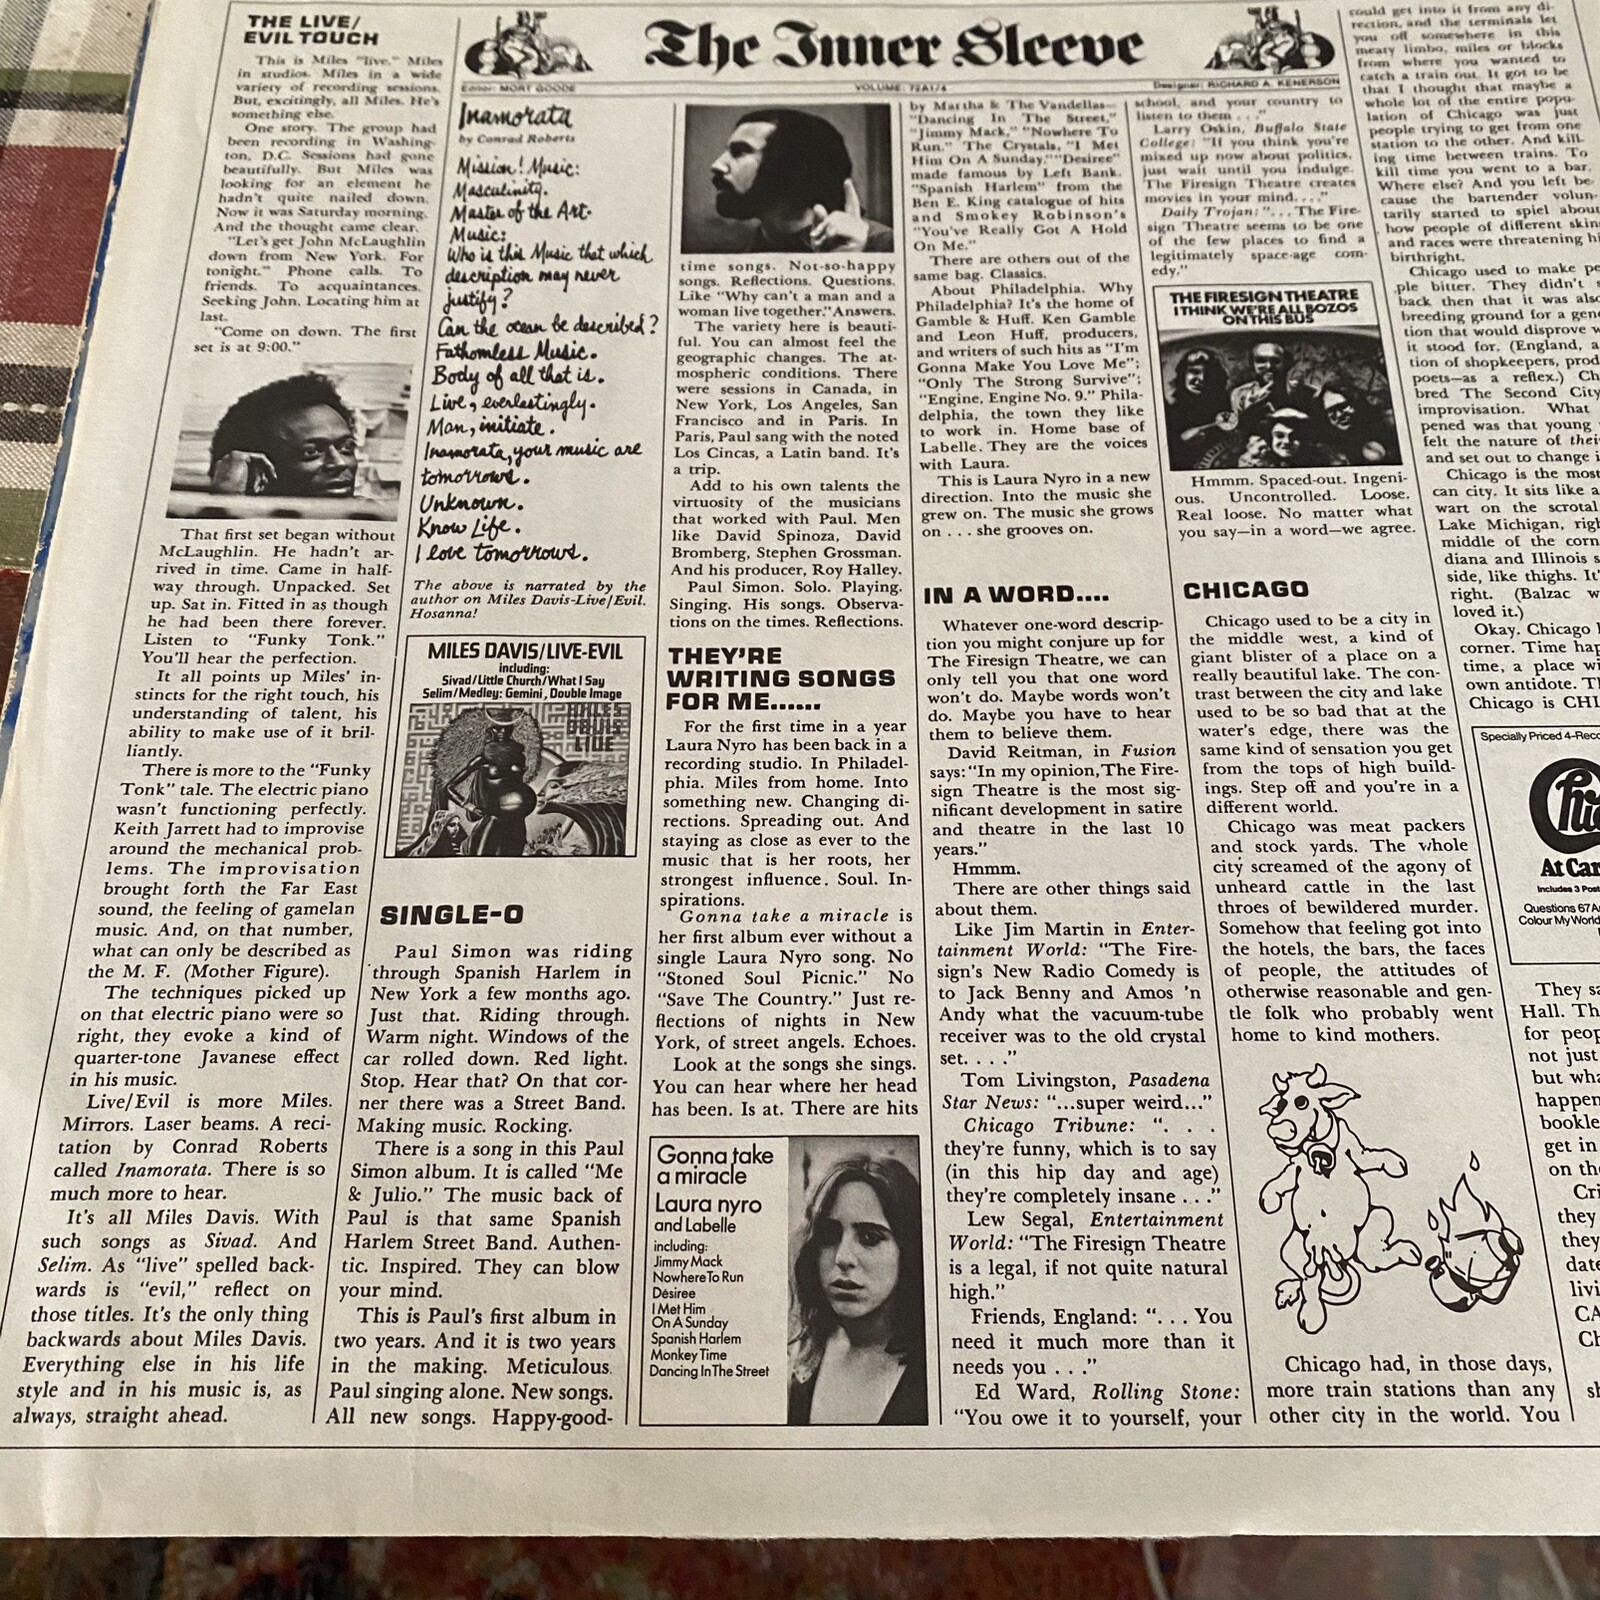 THE LIVE/
EVIL TOUCH
This is Miles "live." Miles
in studios. Miles in a wide
variety of recording sessions.
But, excitingly, all Miles. He's
something else.
One story. The group had
been recording in Washing-
ton, D.C. Sessions had gone
beautifully. But Miles was
looking for an element he
hadn't quite nailed down.
Now it was Saturday morning.
And the thought came clear.
"Let's get John McLaughlin
down from New York. For
tonight." Phone calls. To
friends. To acquaintances.
Seeking John. Locating him at
last.
"Come on down. The first
set is at 9:00."
That first set began without
McLaughlin. He hadn't ar-
rived in time. Came in half-
way through. Unpacked. Set
up. Sat in. Fitted in as though
he had been there forever.
Listen to "Funky Tonk."
You'll hear the perfection.
It all points up Miles' in-
stincts for the right touch, his
understanding of talent, his
ability to make use of it bril-
liantly.
There is more to the "Funky
Tonk" tale. The electric piano
wasn't functioning perfectly.
Keith Jarrett had to improvise
around the mechanical prob-
lems. The improvisation
brought forth the Far East
sound, the feeling of gamelan
music. And, on that number,
what can only be described as
the M. F. (Mother Figure).
The techniques picked up
on that electric piano were so
right, they evoke a kind of
quarter-tone Javanese effect
in his music.
Live/Evil is more Miles.
Mirrors. Laser beams. A reci-
tation by Conrad Roberts
called Inamorata. There is so
much more to hear.
It's all Miles Davis. With
such songs as Sivad. And
Selim. As "live" spelled back-
wards is "evil," reflect on
those titles. It's the only thing
backwards about Miles Davis.
Everything else in his life
style and in his music is, as
always, straight ahead.
The Inner Sleeve
Editor: MORT GOODE
VOLUME: 72A1/4
Designer: RICHARD A. KENERSON
Inamorata
by Conrad Roberts
Mission! Music:
Masculinity.
Master of the Art.
Music:
Who is this Music that which
description may never
justify?
Can the ocean be described?
Fathomless Music.
Body of all that is.
Live, everlastingly.
Man, initiate.
Inamorata, your music are
tomorrows.
Unknown.
Know Life.
I love tomorrows.
The above is narrated by the
author on Miles Davis-Live/Evil.
Hosanna!
MILES DAVIS/LIVE-EVIL
including:
Sivad/Little Church/What I Say
Selim/Medley: Gemini, Double Image
MILES
DAVIS
LIVE
SINGLE-O
Paul Simon was riding
through Spanish Harlem in
New York a few months ago.
Just that. Riding through.
Warm night. Windows of the
car rolled down. Red light.
Stop. Hear that? On that cor-
ner there was a Street Band.
Making music. Rocking.
There is a song in this Paul
Simon album. It is called "Me
& Julio." The music back of
Paul is that same Spanish
Harlem Street Band. Authen-
tic. Inspired. They can blow
your mind.
This is Paul's first album in
two years. And it is two years
in the making. Meticulous.
Paul singing alone. New songs.
All new songs. Happy-good-
time songs. Not-so-happy
songs. Reflections. Questions.
Like "Why can't a man and a
woman live together." Answers.
The variety here is beauti-
ful. You can almost feel the
geographic changes. The at-
mospheric conditions. There
were sessions in Canada, in
New York, Los Angeles, San
Francisco and in Paris. In
Paris, Paul sang with the noted
Los Cincas, a Latin band. It's
a trip.
Add to his own talents the
virtuosity of the musicians
that worked with Paul. Men
like David Spinoza, David
Bromberg, Stephen Grossman.
And his producer, Roy Halley.
Paul Simon. Solo. Playing.
Singing. His songs. Observa-
tions on the times. Reflections.
THEY'RE
WRITING SONGS
FOR ME......
For the first time in a year
Laura Nyro has been back in a
recording studio. In Philadel-
phia. Miles from home. Into
something new. Changing di-
rections. Spreading out. And
staying as close as ever to the
music that is her roots, her
strongest influence. Soul. In-
spirations.
Gonna take a miracle is
her first album ever without a
single Laura Nyro song. No
"Stoned Soul Picnic." No
"Save The Country." Just re-
flections of nights in New
York, of street angels. Echoes.
Look at the songs she sings.
You can hear where her head
has been. Is at. There are hits
Gonna take
a miracle
Laura nyro
and Labelle
including:
Jimmy Mack
Nowhere To Run
Désiree
I Met Him
On A Sunday
Spanish Harlem
Monkey Time
Dancing In The Street
by Martha & The Vandellas—
"Dancing In The Street,"
"Jimmy Mack," "Nowhere To
Run." The Crystals, "I Met
Him On A Sunday." "Desiree"
made famous by Left Bank.
"Spanish Harlem" from the
Ben E. King catalogue of hits
and Smokey Robinson's
"You've Really Got A Hold
On Me."
There are others out of the
same bag. Classics.
About Philadelphia. Why
Philadelphia? It's the home of
Gamble & Huff. Ken Gamble
and Leon Huff, producers,
and writers of such hits as "I'm
Gonna Make You Love Me";
"Only The Strong Survive";
"Engine, Engine No. 9." Phila-
delphia, the town they like
to work in. Home base of
Labelle. They are the voices
with Laura.
This is Laura Nyro in a new
direction. Into the music she
grew on. The music she grows
on . . . she grooves on.
IN A WORD....
Whatever one-word descrip-
tion you might conjure up for
The Firesign Theatre, we can
only tell you that one word
won't do. Maybe words won't
do. Maybe you have to hear
them to believe them.
David Reitman, in Fusion
says: "In my opinion, The Fire-
sign Theatre is the most sig-
nificant development in satire
and theatre in the last 10
years."
Hmmm.
There are other things said
about them.
Like Jim Martin in Enter-
tainment World: "The Fire-
sign's New Radio Comedy is
to Jack Benny and Amos 'n
Andy what the vacuum-tube
receiver was to the old crystal
set. . . ."
Tom Livingston, Pasadena
Star News: "...super weird..."
Chicago Tribune: ". . .
they're funny, which is to say
(in this hip day and age)
they're completely insane . . ."
Lew Segal, Entertainment
World: "The Firesign Theatre
is a legal, if not quite natural
high."
Friends, England: ". . . You
need it much more than it
needs you . . ."
Ed Ward, Rolling Stone:
"You owe it to yourself, your
school, and your country to
listen to them . . ."
Larry Oskin, Buffalo State
College: "If you think you're
mixed up now about politics,
just wait until you indulge.
The Firesign Theatre creates
movies in your mind...."
Daily Trojan: ". . . The Fire-
sign Theatre seems to be one
of the few places to find a
legitimately space-age com-
edy."
THE FIRESIGN THEATRE
I THINK WE'RE ALL BOZOS
ON THIS BUS
Hmmm. Spaced-out. Ingeni-
ous. Uncontrolled. Loose.
Real loose. No matter what
you say—in a word—we agree.
CHICAGO
Chicago used to be a city in
the middle west, a kind of
giant blister of a place on a
really beautiful lake. The con-
trast between the city and lake
used to be so bad that at the
water's edge, there was the
same kind of sensation you get
from the tops of high build-
ings. Step off and you're in a
different world.
Chicago was meat packers
and stock yards. The whole
city screamed of the agony of
unheard cattle in the last
throes of bewildered murder.
Somehow that feeling got into
the hotels, the bars, the faces
of people, the attitudes of
otherwise reasonable and gen-
tle folk who probably went
home to kind mothers.
Chicago had, in those days,
more train stations than any
other city in the world. You
could get into it from any di-
rection, and the terminals let
you off somewhere in this
meaty limbo, miles or blocks
from where you wanted to
catch a train out. It got to be
that I thought that maybe a
whole lot of the entire popu-
lation of Chicago was just
people trying to get from one
station to the other. And kill-
ing time between trains. To
kill time you went to a bar.
Where else? And you left be-
cause the bartender volun-
tarily started to spiel about
how people of different skin
and races were threatening hi
birthright.
Chicago used to make pe
ple bitter. They didn't
back then that it was also
breeding ground for a gen
tion that would disprove w
it stood for. (England, a
tion of shopkeepers, prod
poets—as a reflex.) Ch
bred The Second City
improvisation. What
pened was that young
felt the nature of thei
and set out to change i
Chicago is the most
can city. It sits like a
wart on the scrotal
Lake Michigan, righ
middle of the corn
diana and Illinois s
side, like thighs. It'
right. (Balzac w
loved it.)
Okay. Chicago
corner. Time hap
time, a place wi
own antidote. Th
Chicago is CHI
Specially Priced 4-Reco
Chic
At Car
Includes 3 Post
Questions 67 A
Colour My World
They sa
Hall. Th
for peop
not just
but wha
happen
bookle
get in
on the
Cri
they
they
date
livi
CA
Ch
sh